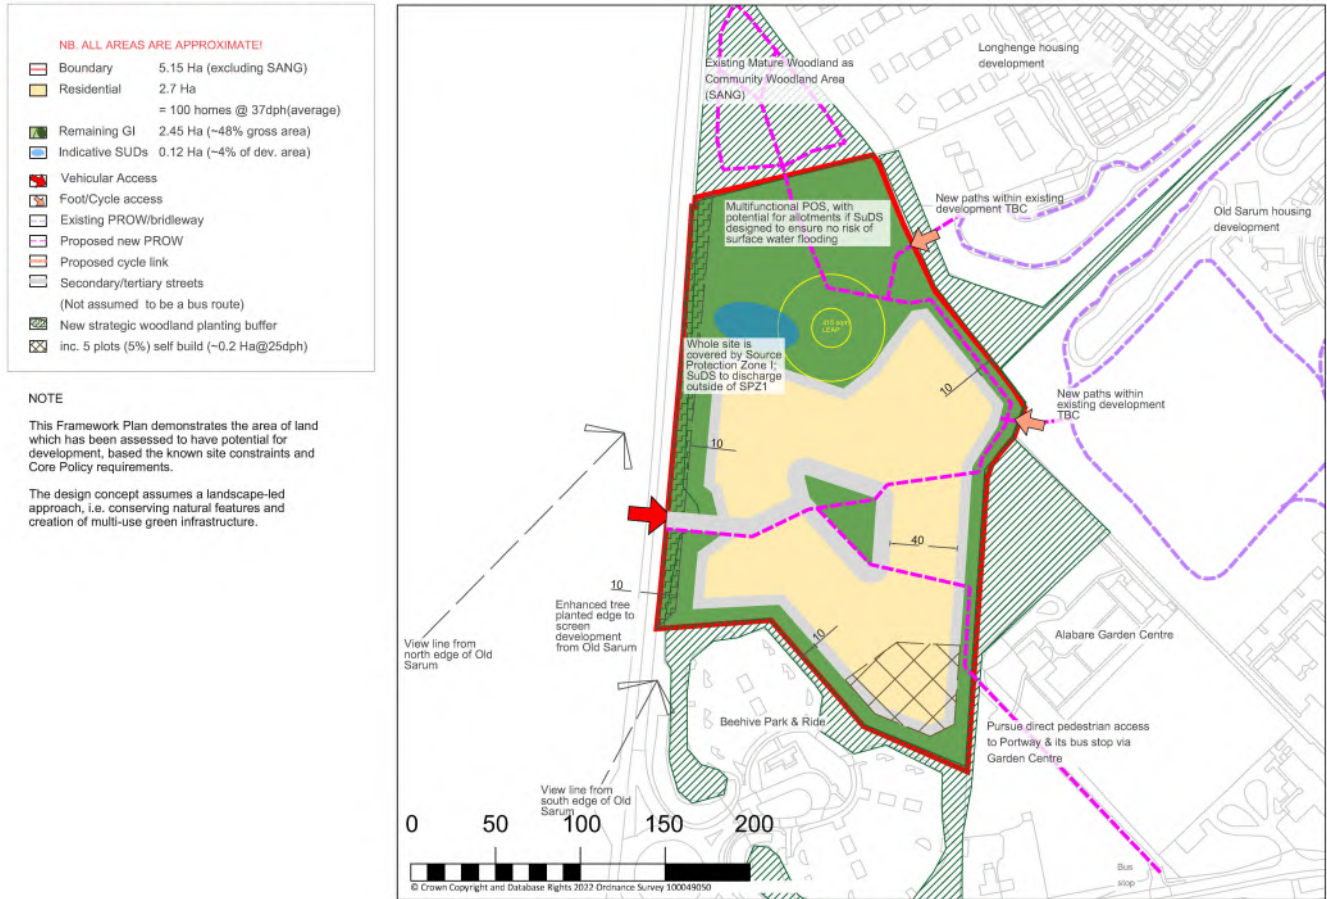 NB. ALL AREAS ARE APPROXIMATE!
Boundary 5.15 Ha (excluding SANG)
Residential 2.7 Ha
= 100 homes @ 37dph(average)
Remaining GI 2.45 Ha (~48% gross area)
Indicative SUDs 0.12 Ha (~4% of dev. area)
Vehicular Access
Foot/Cycle access
Existing PROW/bridleway
Proposed new PROW
Proposed cycle link
Secondary/tertiary streets
(Not assumed to be a bus route)
New strategic woodland planting buffer
inc. 5 plots (5%) self build (~0.2 Ha@25dph)
NOTE
This Framework Plan demonstrates the area of land
which has been assessed to have potential for
development, based the known site constraints and
Core Policy requirements.
The design concept assumes a landscape-led
approach, i.e. conserving natural features and
creation of multi-use green infrastructure.
Existing Mature Woodland as
Community Woodland Area
(SANG)
Longhenge housing
development
New paths within existing
development TBC
Old Sarum housing
development
Multifunctional POS, with
potential for allotments if SuDS
designed to ensure no risk of
surface water flooding
LEAP
Whole site is
covered by Source
Protection Zone I;
SuDS to discharge
outside of SPZ1
10
New paths within
existing development
TBC
10
40
10
10
Enhanced tree
planted edge to
screen
development
from Old Sarum
View line from
north edge of Old
Sarum
Alabare Garden Centre
Beehive Park & Ride
Pursue direct pedestrian access
to Portway & its bus stop via
Garden Centre
View line from
south edge of Old
Sarum
0 50 100 150 200
Bus
stop
© Crown Copyright and Database Rights 2022 Ordnance Survey 100049050